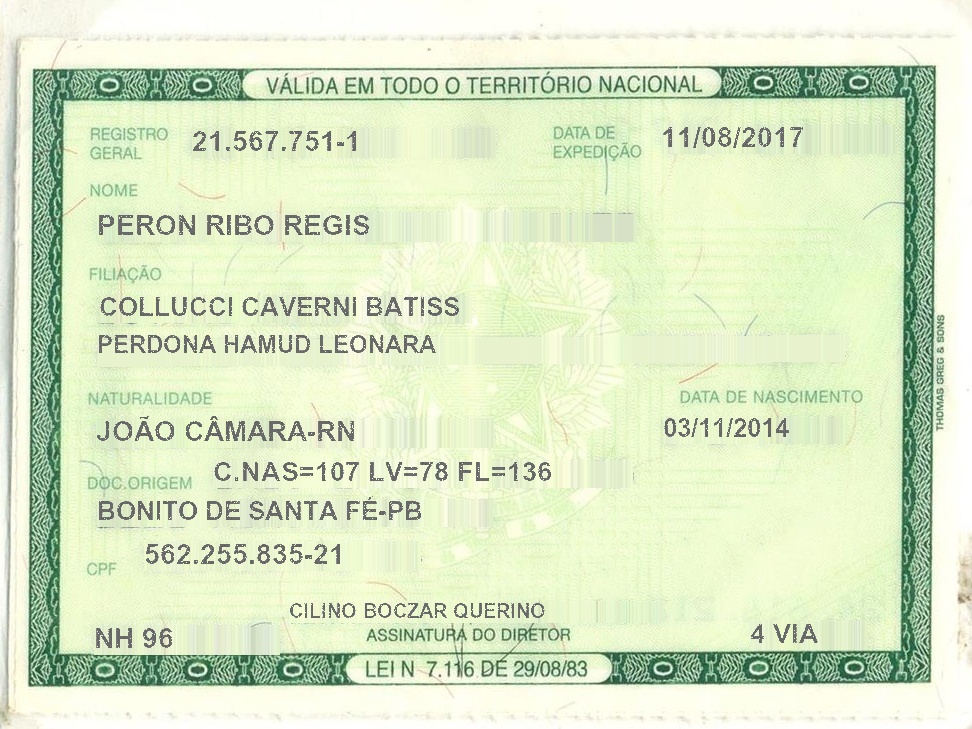 VÁLIDA EM TODO O TERRITÓRIO NACIONAL
REGISTRO GERAL 21.567.751-1 DATA DE EXPEDIÇÃO 11/08/2017
NOME
PERON RIBO REGIS
FILIAÇÃO
COLLUCCI CAVERNI BATISS
PERDONA HAMUD LEONARA
NATURALIDADE DATA DE NASCIMENTO
JOÃO CÂMARA-RN 03/11/2014
DOC.ORIGEM C.NAS=107 LV=78 FL=136
BONITO DE SANTA FÉ-PB
CPF 562.255.835-21
CILINO BOCZAR QUERINO
NH 96 ASSINATURA DO DIRETOR 4 VIA
LEI N 7.116 DE 29/08/83
THOMAS GREG & SONS